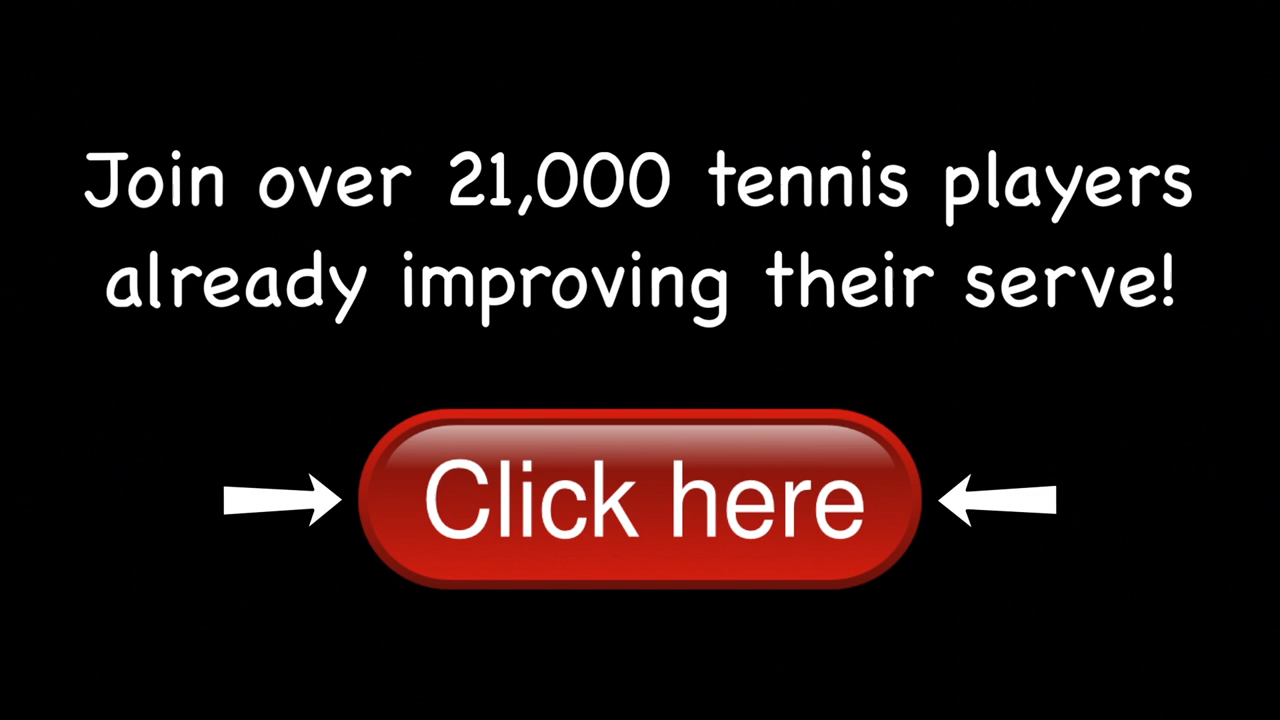 Join over 21,000 tennis players
already improving their serve!
Click here